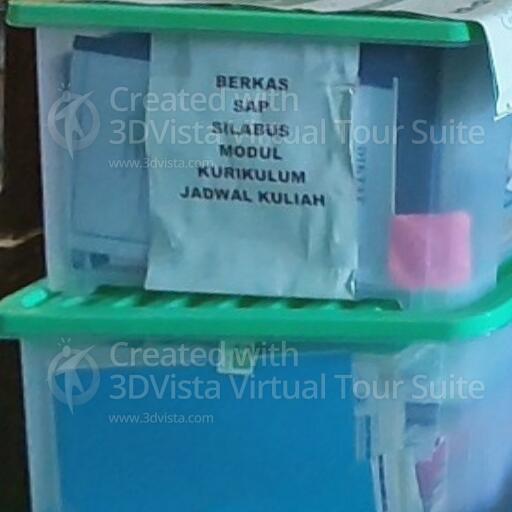 BERKAS
SAP
SILABUS
MODUL
KURIKULUM
JADWAL KULIAH
Created with
3DVista Virtual Tour Suite
www.3dvista.com
Created with
3DVista Virtual Tour Suite
www.3dvista.com